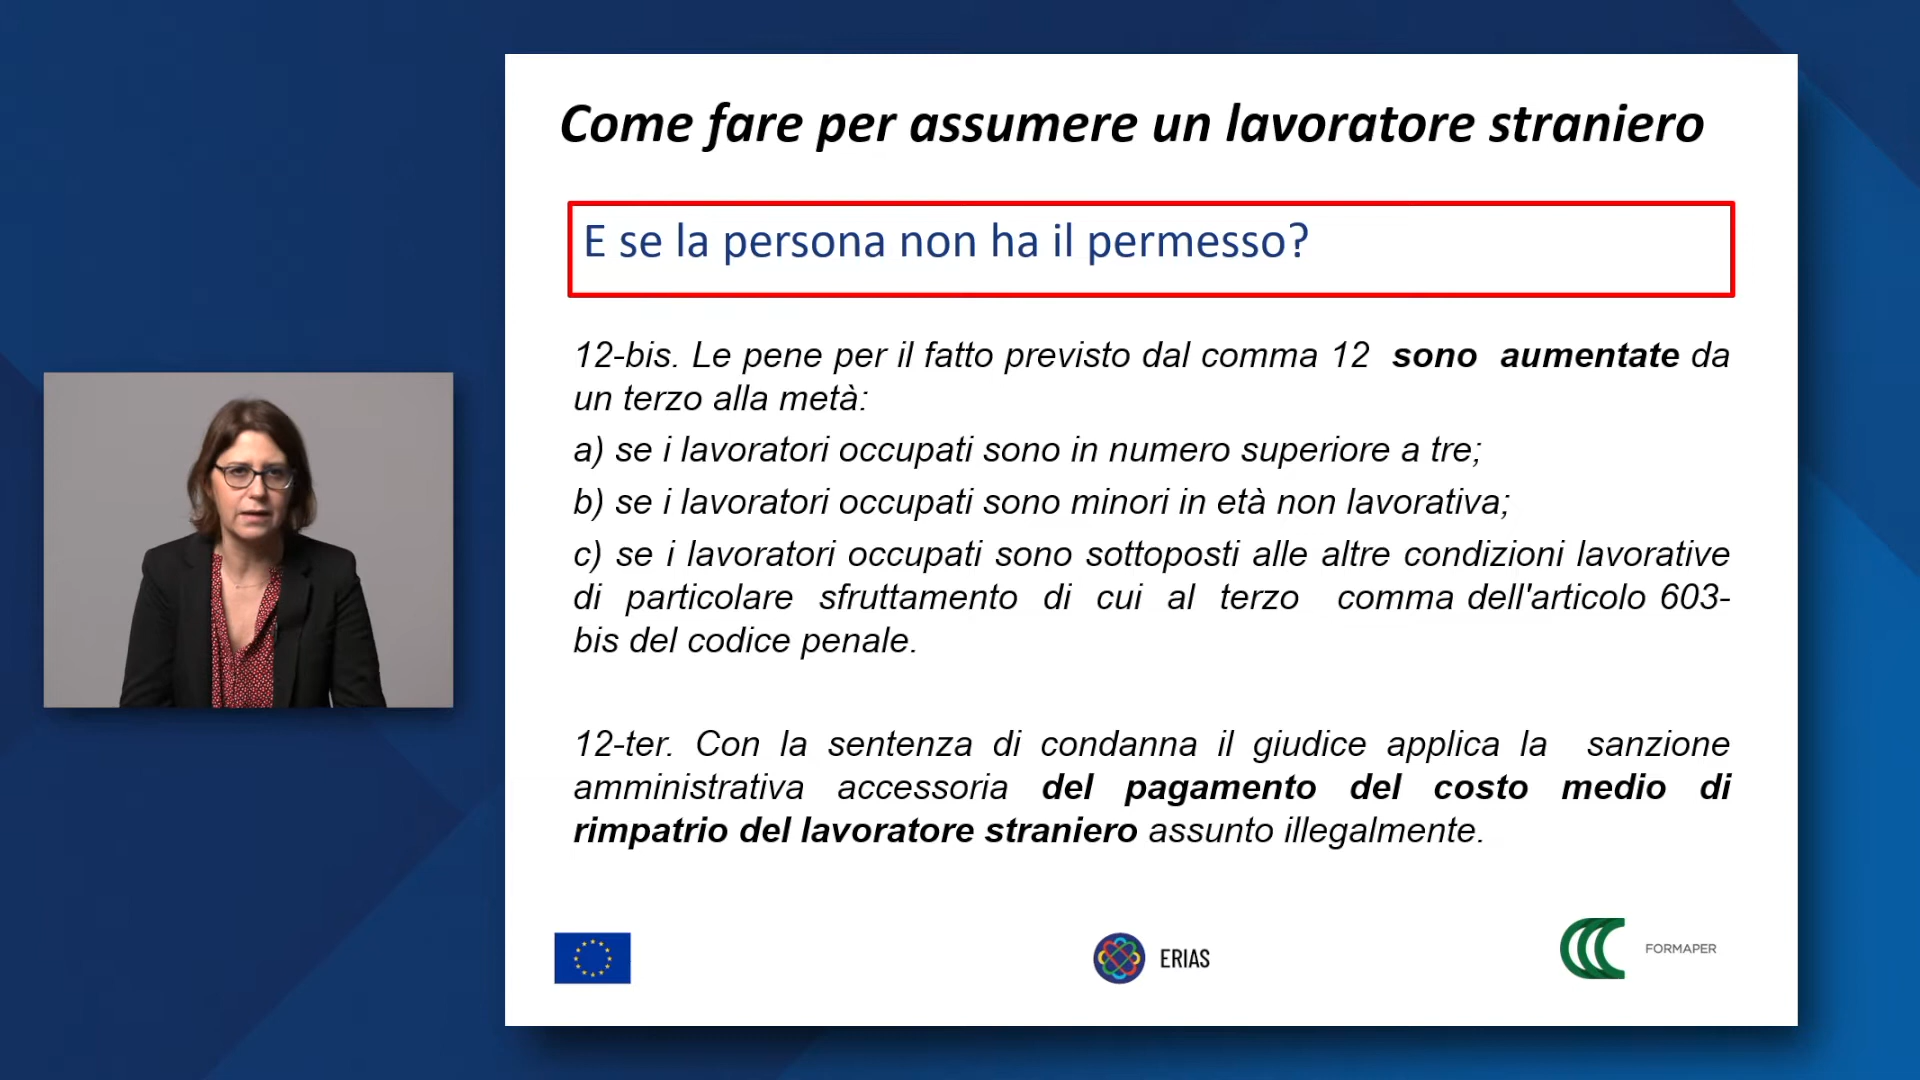 Come fare per assumere un lavoratore straniero
E se la persona non ha il permesso?
12-bis. Le pene per il fatto previsto dal comma 12 sono aumentate da
un terzo alla metà:
a) se i lavoratori occupati sono in numero superiore a tre;
b) se i lavoratori occupati sono minori in età non lavorativa;
c) se i lavoratori occupati sono sottoposti alle altre condizioni lavorative
di particolare sfruttamento di cui al terzo comma dell'articolo 603-
bis del codice penale.
12-ter. Con la sentenza di condanna il giudice applica la sanzione
amministrativa accessoria del pagamento del costo medio di
rimpatrio del lavoratore straniero assunto illegalmente.
ERIAS
FORMAPER